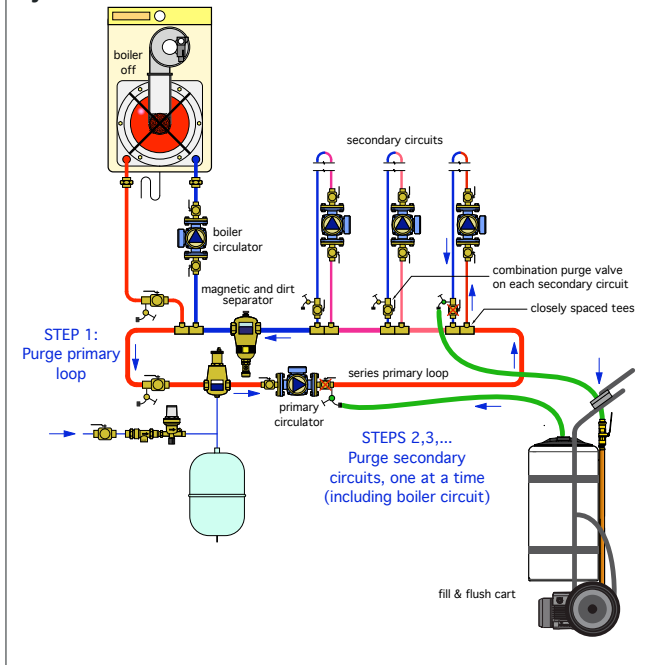 boiler
off
secondary circuits
boiler
circulator
magnetic and dirt
separator
combination purge valve
on each secondary circuit
closely spaced tees
STEP 1:
Purge primary
loop
series primary loop
primary
circulator
STEPS 2,3,...
Purge secondary
circuits, one at a time
(including boiler circuit)
fill & flush cart